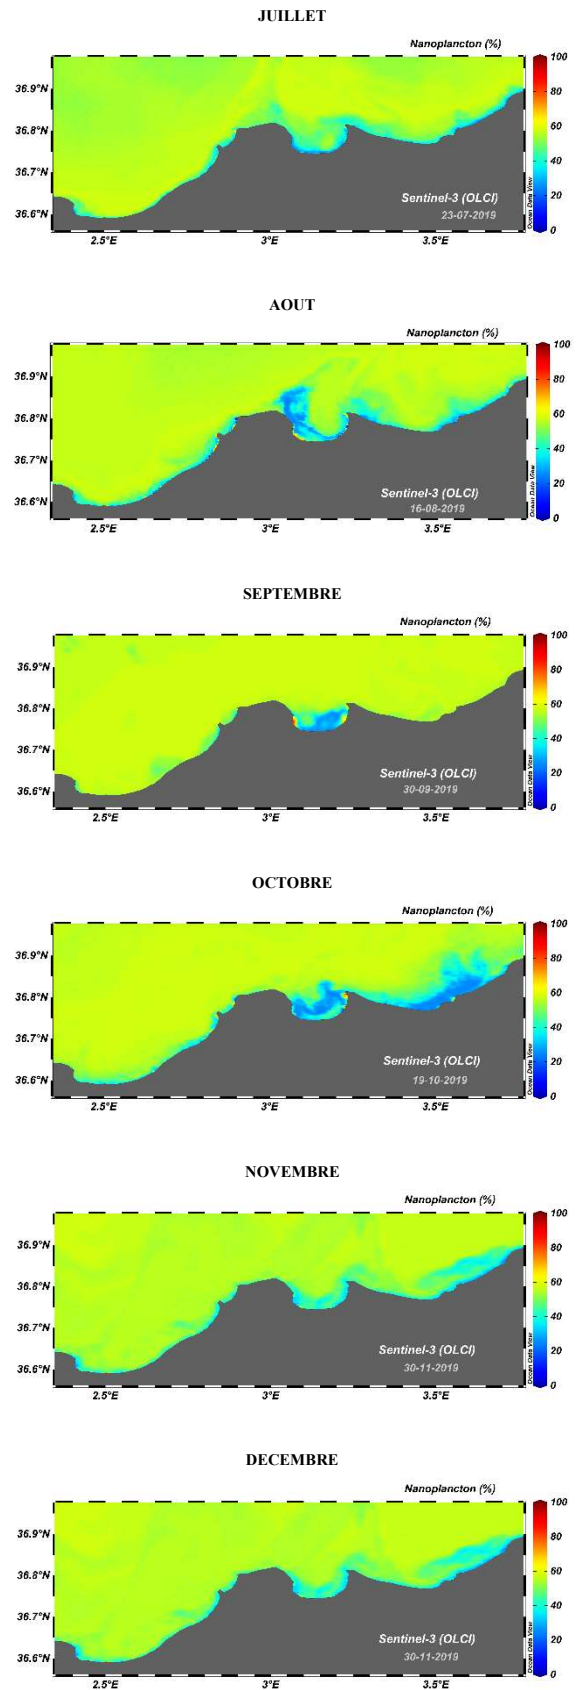 JUILLET
Nanoplancton (%)
100
36.9°N
80
36.8°N
60
40
36.7°N
Sentinel-3 (OLCI)
20
36.6°N
23-07-2019
Ocean Data View
0
2.5°E 3°E 3.5°E
AOUT
Nanoplancton (%)
100
36.9°N
80
36.8°N
60
36.7°N
40
Sentinel-3 (OLCI)
20
36.6°N
16-08-2019
Ocean Data View
0
2.5°E 3°E 3.5°E
SEPTEMBRE
Nanoplancton (%)
100
36.9°N
80
36.8°N
60
36.7°N
40
Sentinel-3 (OLCI)
20
36.6°N
30-09-2019
Ocean Data View
0
2.5°E 3°E 3.5°E
OCTOBRE
Nanoplancton (%)
100
36.9°N
80
36.8°N
60
36.7°N
40
Sentinel-3 (OLCI)
20
36.6°N
19-10-2019
Ocean Data View
0
2.5°E 3°E 3.5°E
NOVEMBRE
Nanoplancton (%)
100
36.9°N
80
36.8°N
60
36.7°N
40
Sentinel-3 (OLCI)
20
36.6°N
30-11-2019
Ocean Data View
0
2.5°E 3°E 3.5°E
DECEMBRE
Nanoplancton (%)
100
36.9°N
80
36.8°N
60
36.7°N
40
Sentinel-3 (OLCI)
20
36.6°N
30-11-2019
Ocean Data View
0
2.5°E 3°E 3.5°E